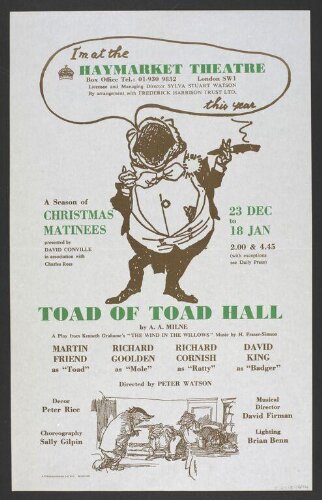 I'm at the
HAYMARKET THEATRE
Box Office Tel.: 01-930 9832 London SW1
Licensee and Managing Director SYLVA STUART WATSON
By arrangement with FREDERICK HARRISON TRUST LTD.
this year
A Season of
CHRISTMAS
MATINEES
presented by
DAVID CONVILLE
in association with
Charles Ross
23 DEC
to
18 JAN
2.00 & 4.45
(with exceptions
see Daily Press)
TOAD OF TOAD HALL
by A. A. MILNE
A Play from Kenneth Grahame's "THE WIND IN THE WILLOWS" Music by H. Fraser-Simson
MARTIN FRIEND as "Toad"
RICHARD GOOLDEN as "Mole"
RICHARD CORNISH as "Ratty"
DAVID KING as "Badger"
Directed by PETER WATSON
Decor
Peter Rice
Choreography
Sally Gilpin
Musical
Director
David Firman
Lighting
Brian Benn